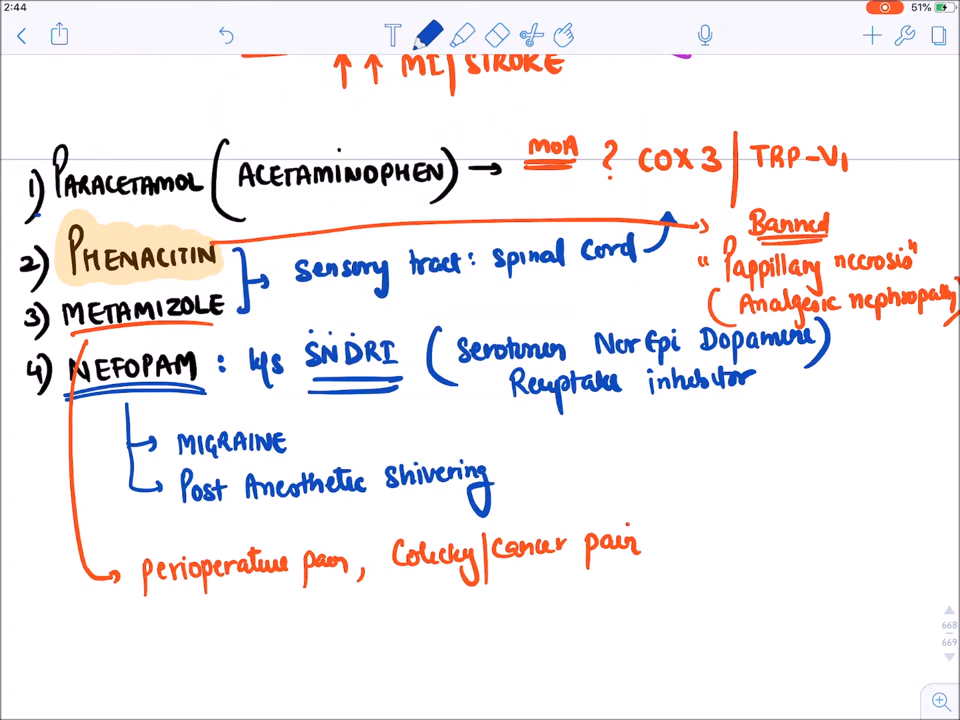 2:44
51%
T
↑ ↑ MI/STROKE
1) PARACETAMOL (ACETAMINOPHEN) → MOA ? COX 3 | TRP-V1
2) PHENACITIN
Banned
"Pappillary necrosis"
(Analgesic nephropathy)
Sensory tract: spinal cord
3) METAMIZOLE
4) NEFOPAM : k/s SNDRI (Serotonin NorEpi Dopamine)
Reuptake inhibitor
→ MIGRAINE
→ Post Anesthetic Shivering
→ perioperative pain, Colicky/cancer pain
668
669